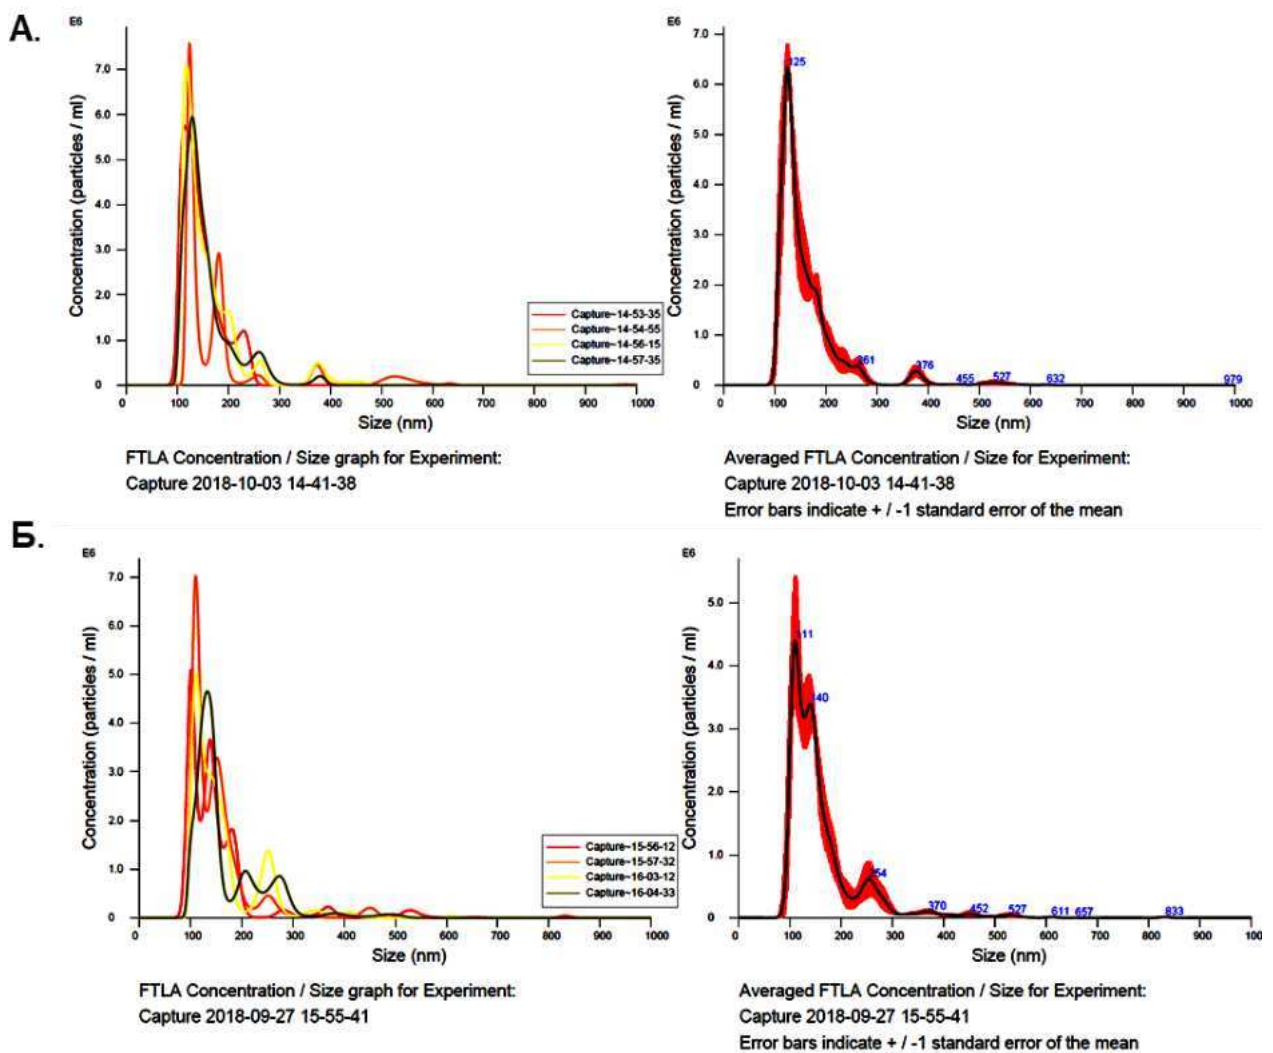 А.
E6
7.0
6.0
5.0
4.0
3.0
2.0
1.0
0
Concentration (particles / ml)
0 100 200 300 400 500 600 700 800 900 1000
Size (nm)
Capture~14-53-35
Capture~14-54-55
Capture~14-56-15
Capture~14-57-35
FTLA Concentration / Size graph for Experiment:
Capture 2018-10-03 14-41-38
E6
7.0
6.0
5.0
4.0
3.0
2.0
1.0
0
Concentration (particles / ml)
125
261
376
455 527 632 979
0 100 200 300 400 500 600 700 800 900 1000
Size (nm)
Averaged FTLA Concentration / Size for Experiment:
Capture 2018-10-03 14-41-38
Error bars indicate + / -1 standard error of the mean
Б.
E6
7.0
6.0
5.0
4.0
3.0
2.0
1.0
0
Concentration (particles / ml)
0 100 200 300 400 500 600 700 800 900 1000
Size (nm)
Capture~15-56-12
Capture~15-57-32
Capture~16-03-12
Capture~16-04-33
FTLA Concentration / Size graph for Experiment:
Capture 2018-09-27 15-55-41
E6
5.0
4.0
3.0
2.0
1.0
0
Concentration (particles / ml)
111
140
254
370 452 527 611 657 833
0 100 200 300 400 500 600 700 800 900 100
Size (nm)
Averaged FTLA Concentration / Size for Experiment:
Capture 2018-09-27 15-55-41
Error bars indicate + / -1 standard error of the mean